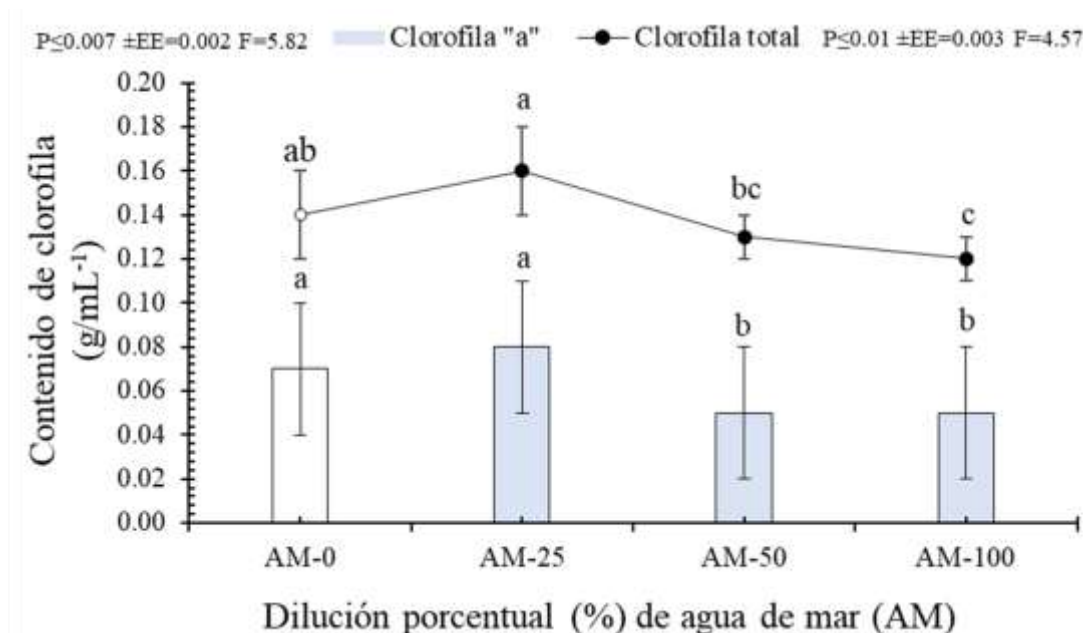 P≤0.007 ±EE=0.002 F=5.82 Clorofila "a" Clorofila total P≤0.01 ±EE=0.003 F=4.57
Contenido de clorofila
(g/mL⁻¹)
0.20
0.18
0.16
0.14
0.12
0.10
0.08
0.06
0.04
0.02
0.00
ab
a
bc
c
a
a
b
b
AM-0 AM-25 AM-50 AM-100
Dilución porcentual (%) de agua de mar (AM)